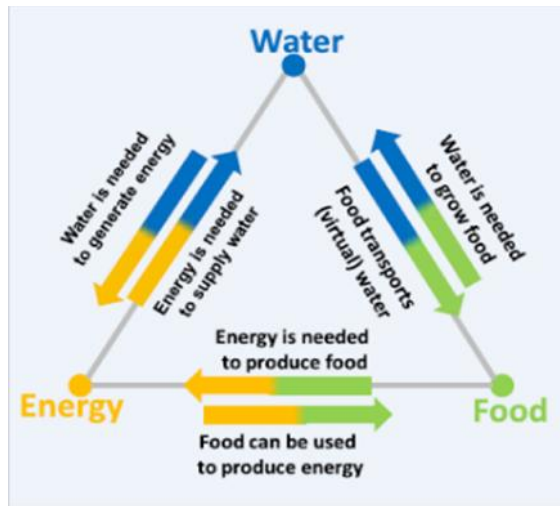 Water
Water is needed
to generate energy
Energy is needed
to supply water
Food transports
(virtual) water
Water is needed
to grow food
Energy is needed
to produce food
Energy
Food
Food can be used
to produce energy